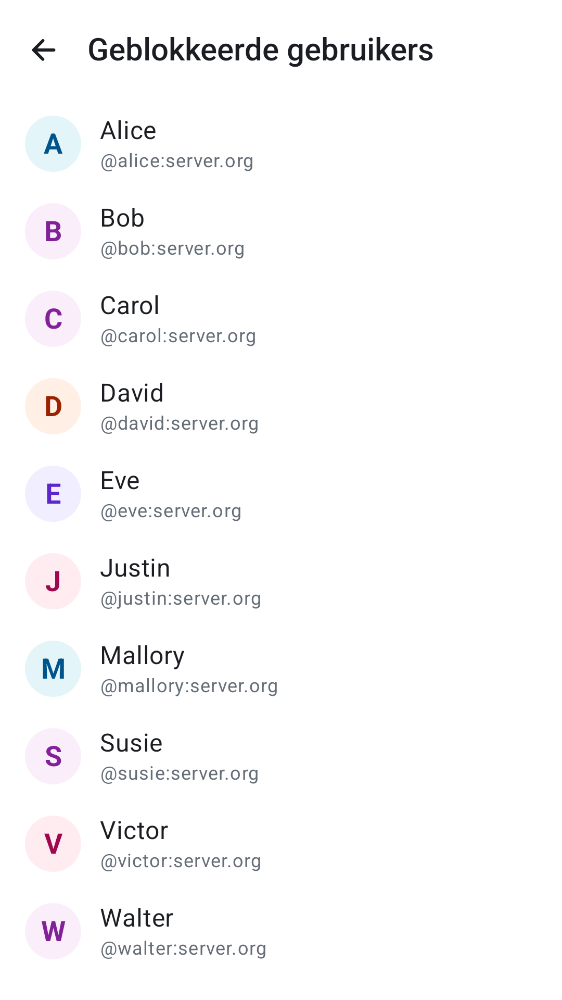 Geblokkeerde gebruikers
A
Alice
@alice:server.org
B
Bob
@bob:server.org
C
Carol
@carol:server.org
D
David
@david:server.org
E
Eve
@eve:server.org
J
Justin
@justin:server.org
M
Mallory
@mallory:server.org
S
Susie
@susie:server.org
V
Victor
@victor:server.org
W
Walter
@walter:server.org